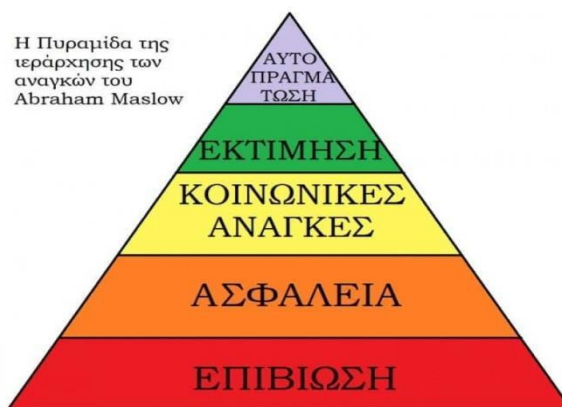 Η Πυραμίδα της
ιεράρχησης των
αναγκών του
Abraham Maslow
ΑΥΤΟ
ΠΡΑΓΜΑ
ΤΩΣΗ
ΕΚΤΙΜΗΣΗ
ΚΟΙΝΩΝΙΚΕΣ
ΑΝΑΓΚΕΣ
ΑΣΦΑΛΕΙΑ
ΕΠΙΒΙΩΣΗ